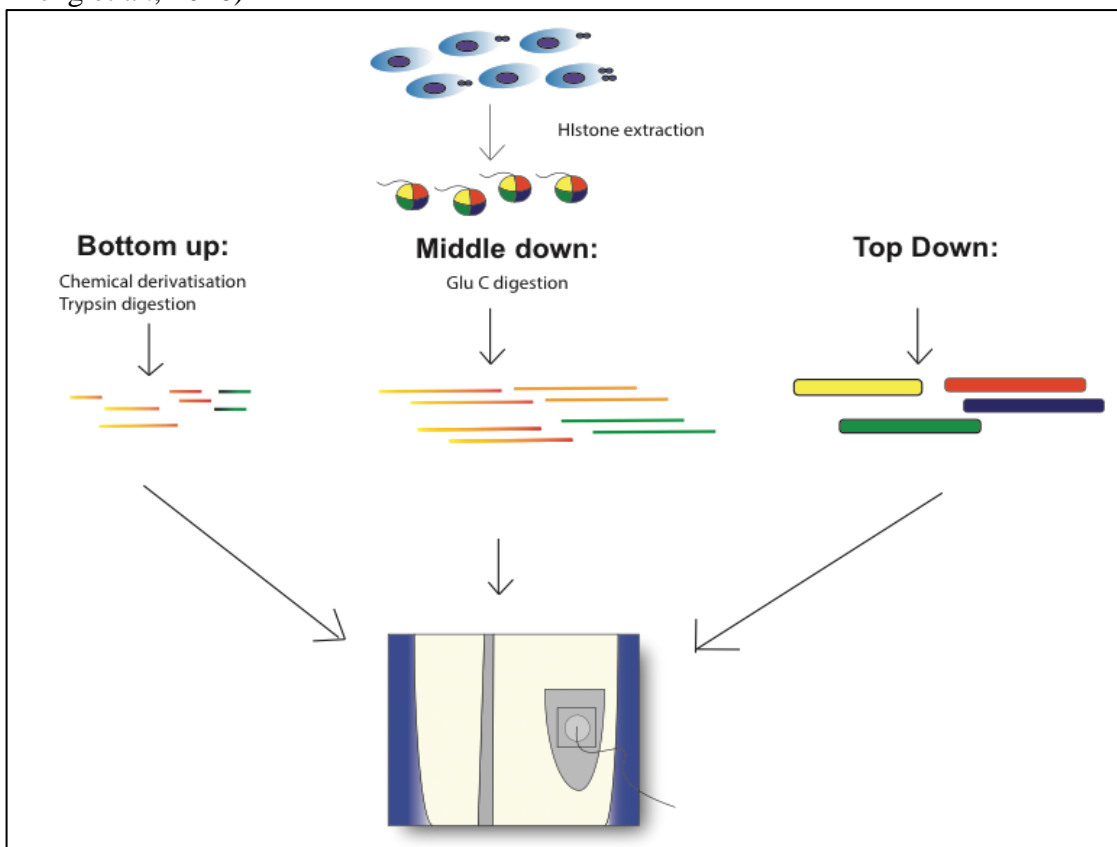 HIstone extraction
Bottom up:
Chemical derivatisation
Trypsin digestion
Middle down:
Glu C digestion
Top Down: